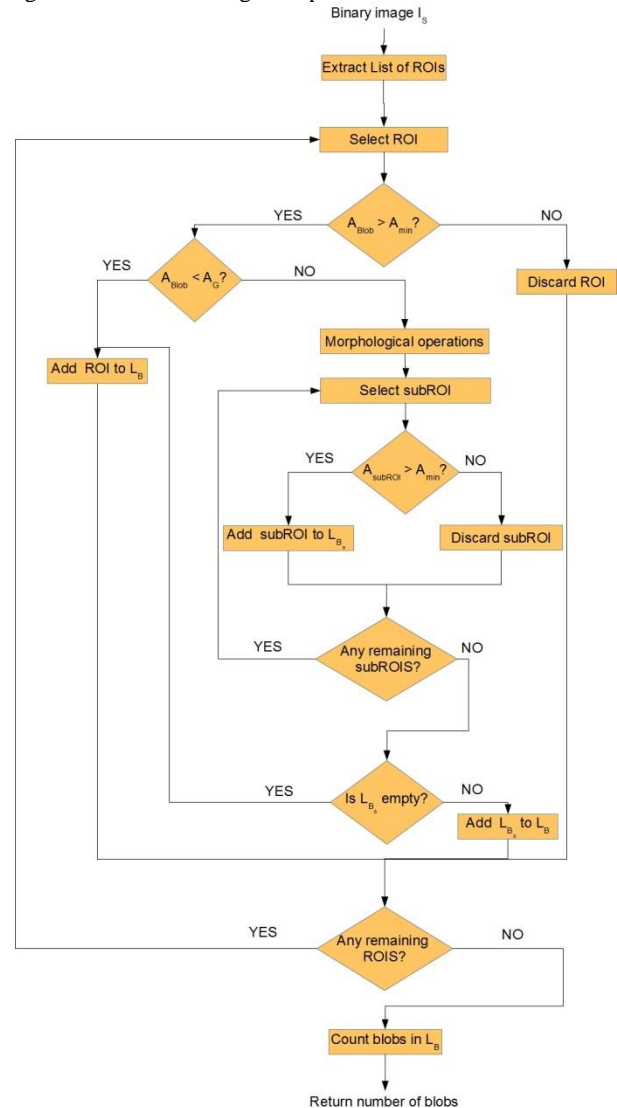 Binary image I_S
Extract List of ROIs
Select ROI
YES
A_Blob > A_min?
NO
YES
A_Blob < A_G?
NO
Discard ROI
Morphological operations
Add ROI to L_B
Select subROI
YES
A_subROI > A_min?
NO
Add subROI to L_B_s
Discard subROI
YES
Any remaining
subROIS?
NO
YES
Is L_B_s empty?
NO
Add L_B_s to L_B
YES
Any remaining
ROIS?
NO
Count blobs in L_B
Return number of blobs